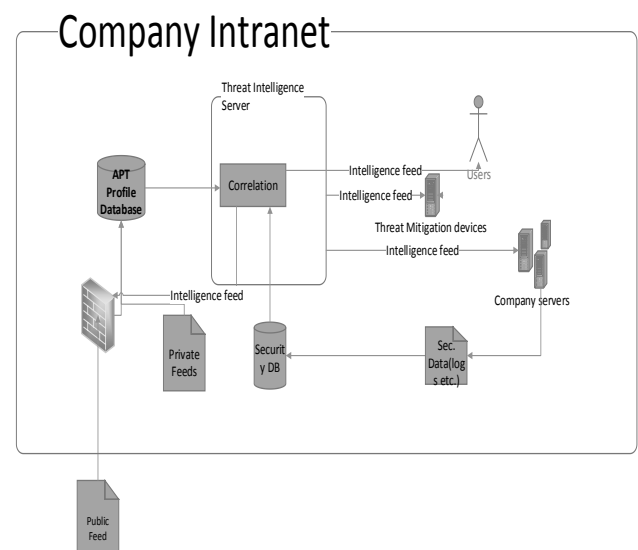 Company Intranet
Threat Intelligence
Server
APT
Profile
Database
Correlation
Intelligence feed
Users
Intelligence feed
Threat Mitigation devices
Intelligence feed
Company servers
Intelligence feed
Private
Feeds
Securit
y DB
Sec.
Data(log
s etc.)
Public
Feed